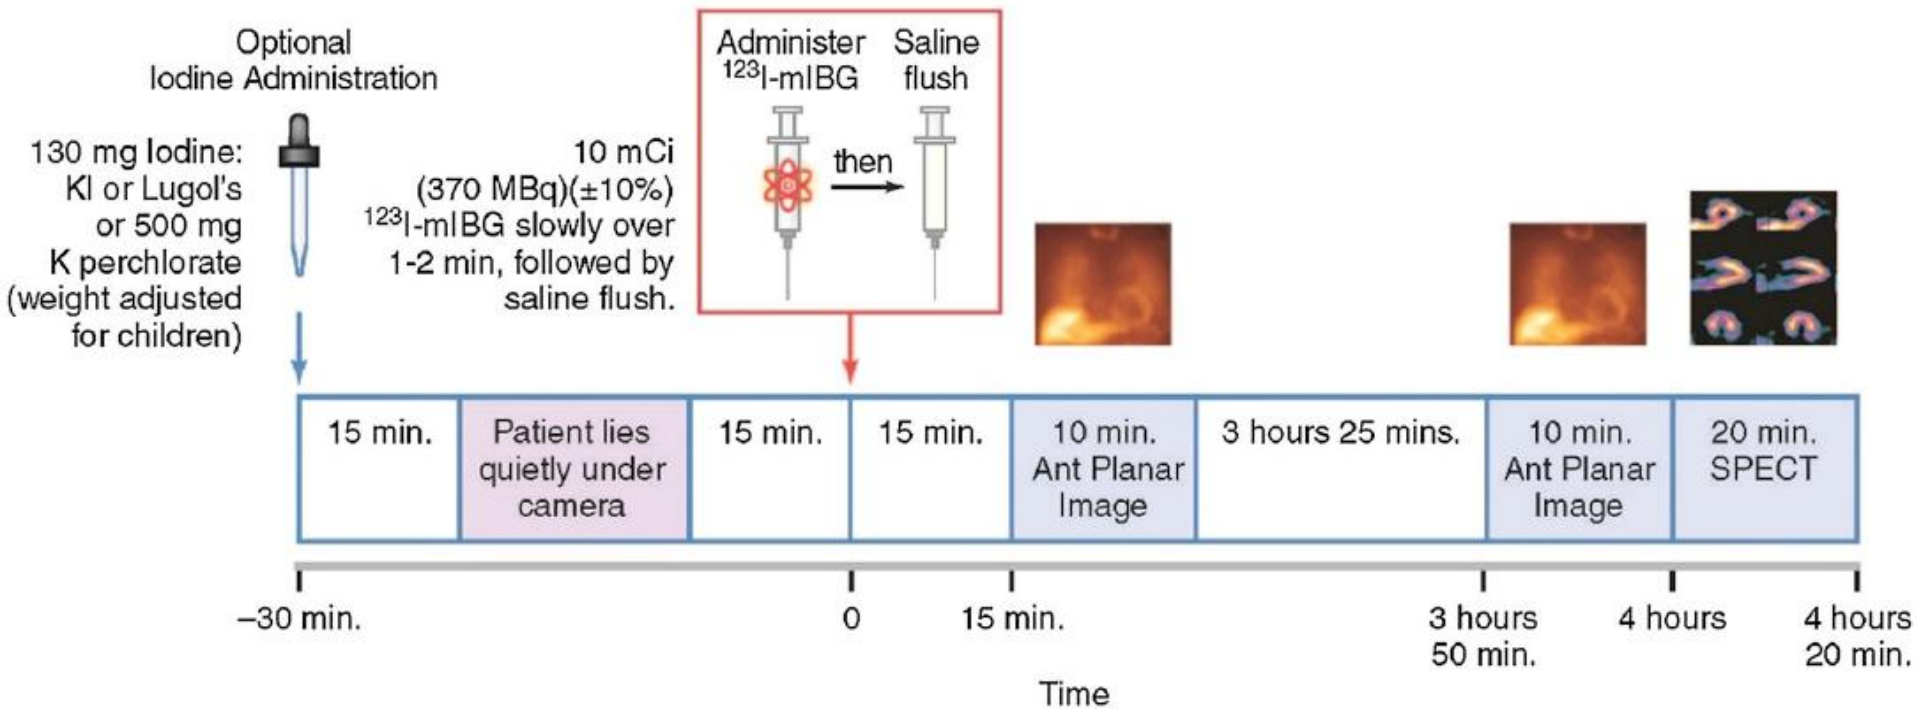 Optional
Iodine Administration
130 mg Iodine:
KI or Lugol's
or 500 mg
K perchlorate
(weight adjusted
for children)
10 mCi
(370 MBq)(±10%)
¹²³I-mIBG slowly over
1-2 min, followed by
saline flush.
Administer
¹²³I-mIBG
Saline
flush
then
15 min.
Patient lies
quietly under
camera
15 min.
15 min.
10 min.
Ant Planar
Image
3 hours 25 mins.
10 min.
Ant Planar
Image
20 min.
SPECT
–30 min.
0
15 min.
3 hours
50 min.
4 hours
4 hours
20 min.
Time